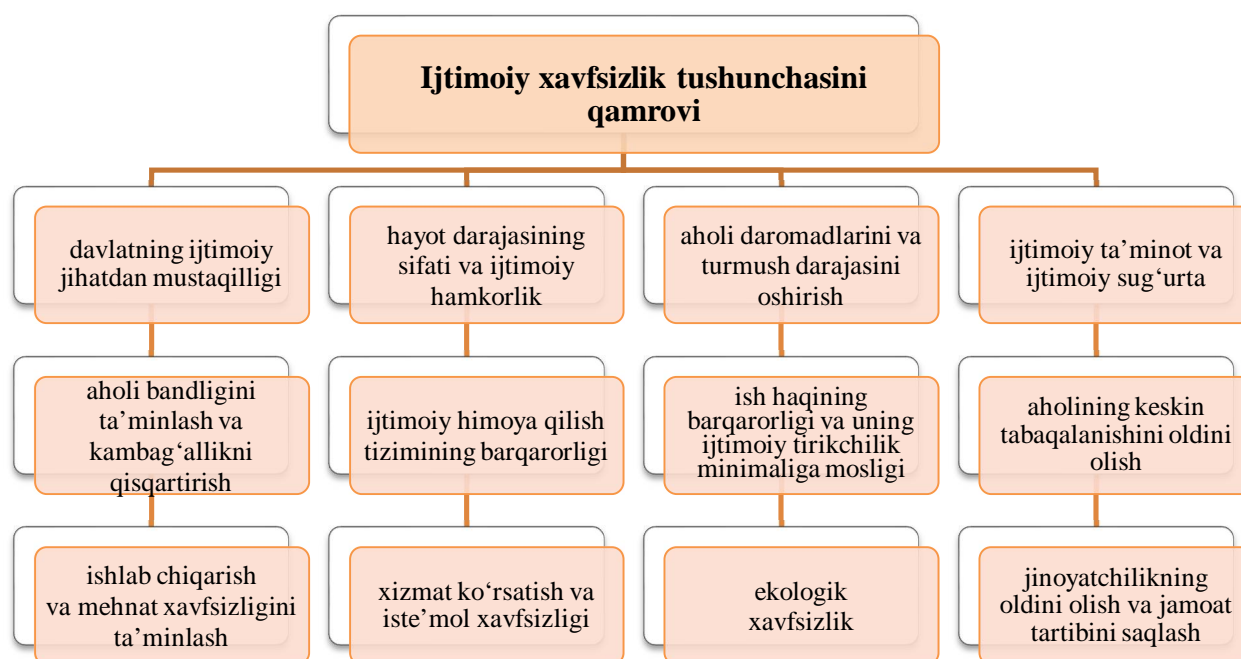 Ijtimoiy xavfsizlik tushunchasini
qamrovi
davlatning ijtimoiy
jihatdan mustaqilligi
hayot darajasining
sifati va ijtimoiy
hamkorlik
aholi daromadlarini va
turmush darajasini
oshirish
ijtimoiy ta’minot va
ijtimoiy sug‘urta
aholi bandligini
ta’minlash va
kambag‘allikni
qisqartirish
ijtimoiy himoya qilish
tizimining barqarorligi
ish haqining
barqarorligi va uning
ijtimoiy tirikchilik
minimaliga mosligi
aholining keskin
tabaqalanishini oldini
olish
ishlab chiqarish
va mehnat xavfsizligini
ta’minlash
xizmat ko‘rsatish va
iste’mol xavfsizligi
ekologik
xavfsizlik
jinoyatchilikning
oldini olish va jamoat
tartibini saqlash